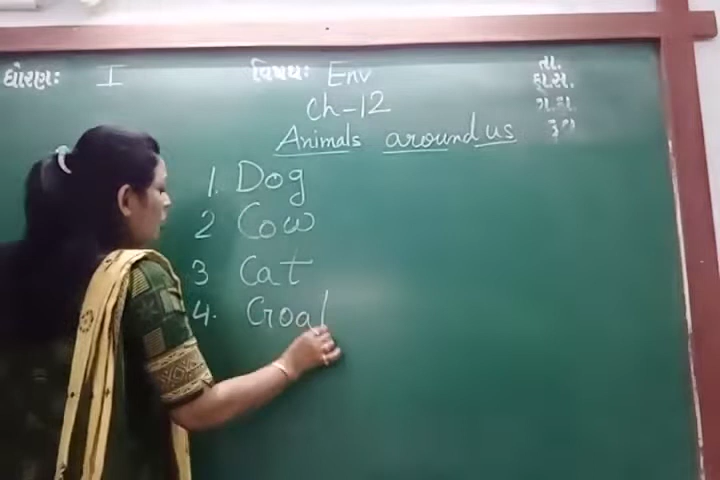 ધોરણઃ I વિષયઃ Env તા.
Ch-12 કૂ.સ.
Animals around us ગે.હા.
1. Dog
2 Cow
3 Cat
4. Goal